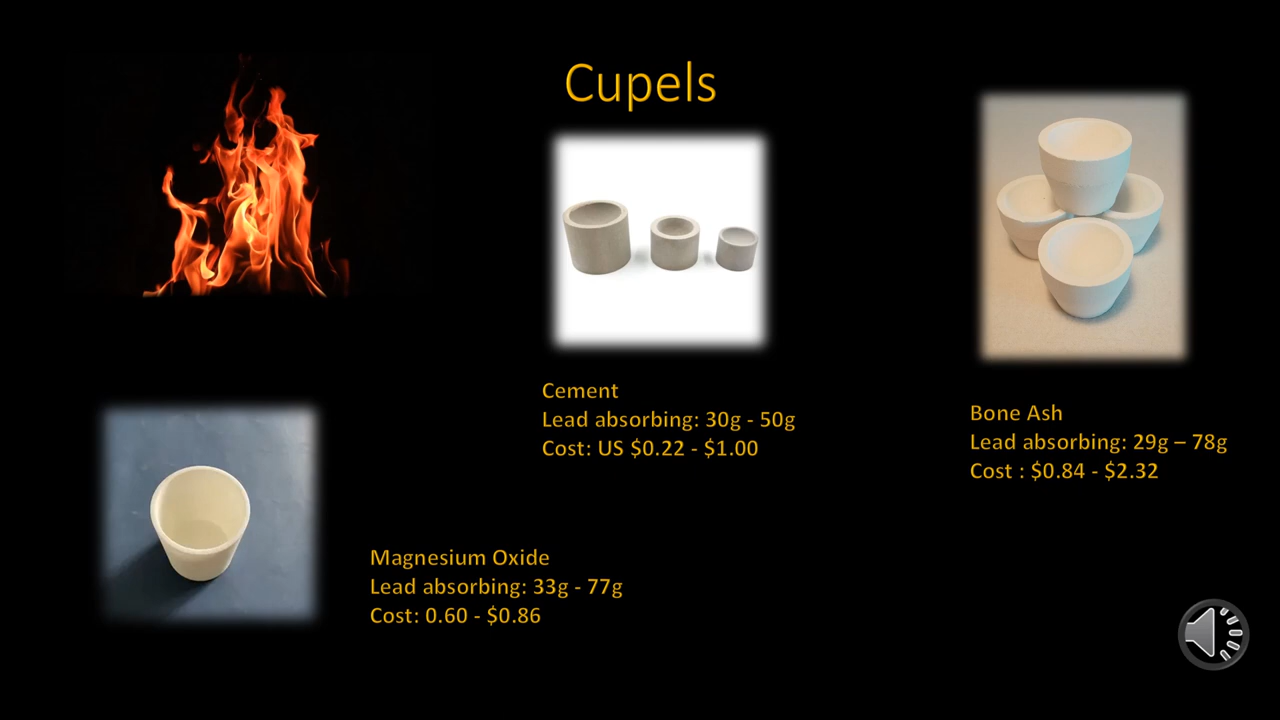 Cupels
Cement
Lead absorbing: 30g - 50g
Cost: US $0.22 - $1.00
Bone Ash
Lead absorbing: 29g – 78g
Cost : $0.84 - $2.32
Magnesium Oxide
Lead absorbing: 33g - 77g
Cost: 0.60 - $0.86